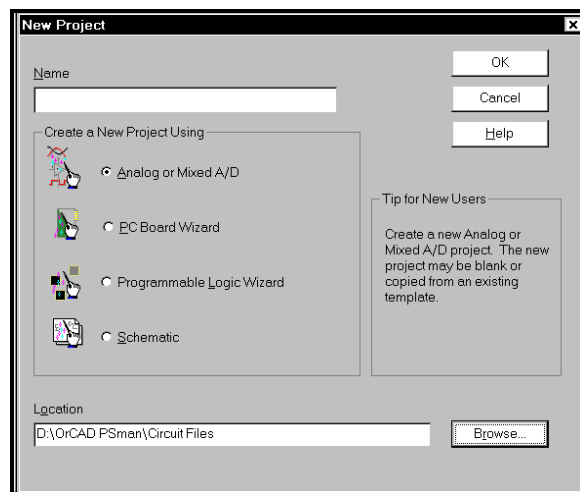 New Project
Name
OK
Cancel
Help
Create a New Project Using
Analog or Mixed A/D
PC Board Wizard
Programmable Logic Wizard
Schematic
Tip for New Users
Create a new Analog or
Mixed A/D project. The new
project may be blank or
copied from an existing
template.
Location
D:\OrCAD PSman\Circuit Files
Browse...